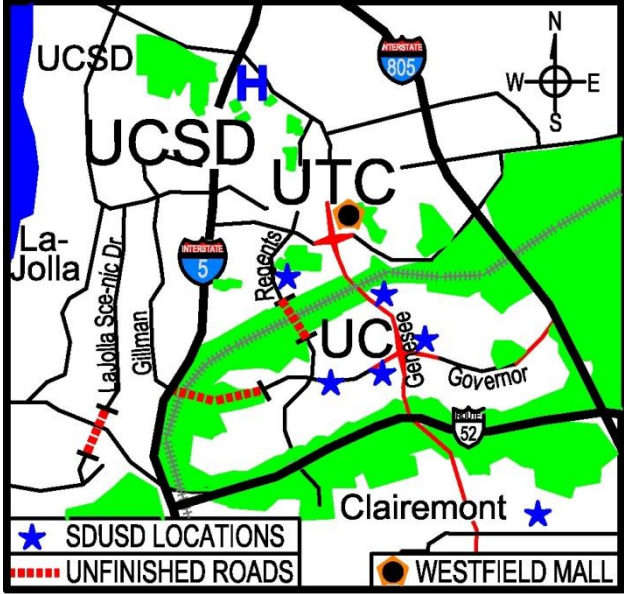 UCSD
H
INTERSTATE
805
N
W E
S
UCSD
UTC
La-
Jolla
INTERSTATE
5
LaJolla Sce-nic Dr.
Gillman
Regents
UC
Genesee
Governor
ROUTE
52
Clairemont
SDUSD LOCATIONS
UNFINISHED ROADS
WESTFIELD MALL